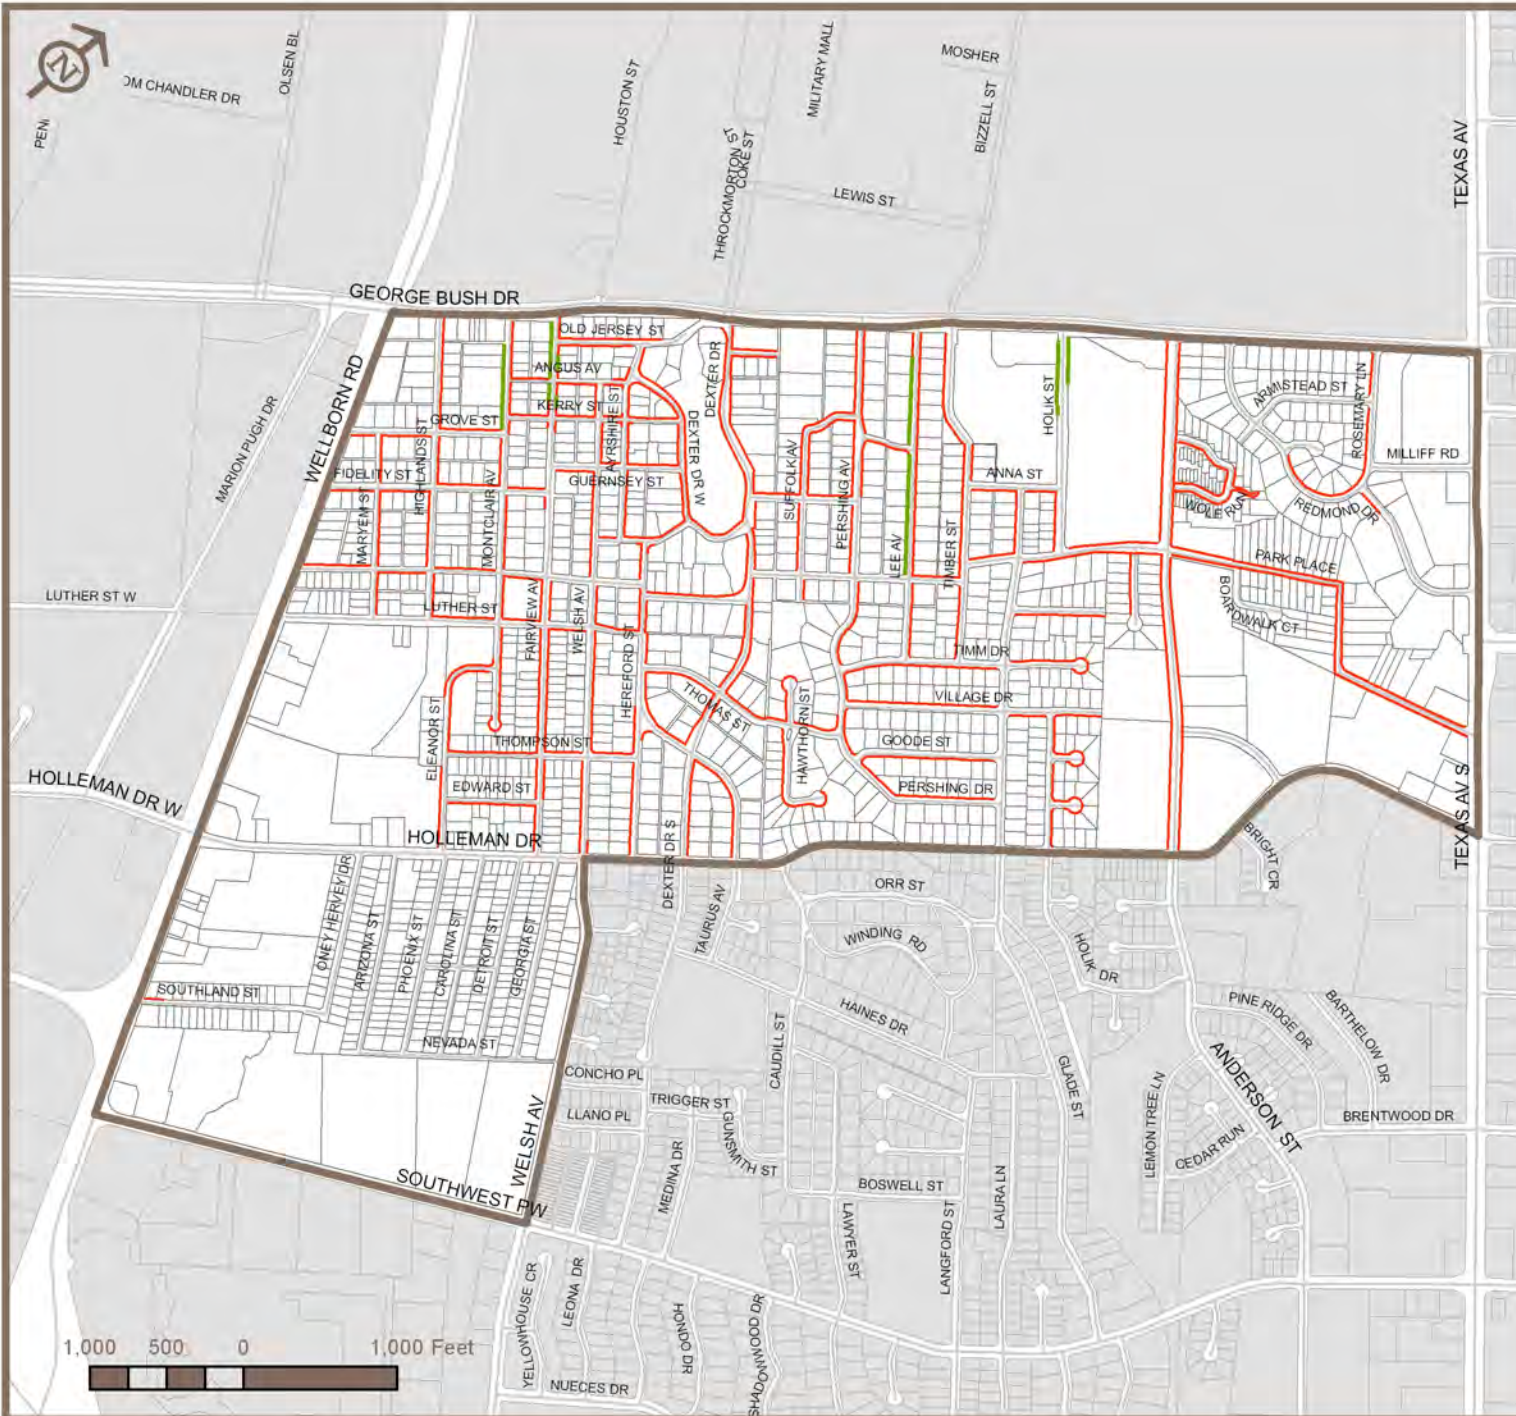 N
OM CHANDLER DR
OLSEN BL
HOUSTON ST
MILITARY MALL
MOSHER
BIZZELL ST
TEXAS AV
THROCKMORTON ST
COKE ST
LEWIS ST
GEORGE BUSH DR
WELLBORN RD
MARION PUGH DR
OLD JERSEY ST
ANGUS AV
KERRY ST
GROVE ST
AYRSHIRE ST
DEXTER DR
DEXTER DR W
FIDELITY ST
HIGHLANDS ST
MARYEM ST
MONTCLAIR AV
GUERNSEY ST
SUFFOLK AV
PERSHING AV
LEE AV
TIMBER ST
ANNA ST
HOLIK ST
ARMISTEAD ST
ROSEMARY LN
MILLIFF RD
REDMOND DR
WOLF RUN
PARK PLACE
BOARDWALK CT
LUTHER ST W
LUTHER ST
FAIRVIEW AV
WELSH AV
HEREFORD ST
TIMM DR
VILLAGE DR
THOMAS ST
HAWTHORN ST
GOODE ST
PERSHING DR
ELEANOR ST
THOMPSON ST
EDWARD ST
HOLLEMAN DR W
HOLLEMAN DR
DEXTER DR S
BRIGHT CR
TEXAS AV S
ONEY HERVEY DR
ARIZONA ST
PHOENIX ST
CAROLINA ST
DETROIT ST
GEORGIA ST
TAURUS AV
ORR ST
WINDING RD
HOLIK DR
SOUTHLAND ST
HAINES DR
PINE RIDGE DR
BARTHELOW DR
NEVADA ST
CONCHO PL
CAUDILL ST
GLADE ST
ANDERSON ST
LEMON TREE LN
LLANO PL
TRIGGER ST
GUNSMITH ST
BRENTWOOD DR
CEDAR RUN
WELSH AV
SOUTHWEST PW
MEDINA DR
BOSWELL ST
LAURA LN
LAWYER ST
LANGFORD ST
YELLOWHOUSE CR
LEONA DR
HONDO DR
SHADOWWOOD DR
NUECES DR
1,000 500 0 1,000 Feet